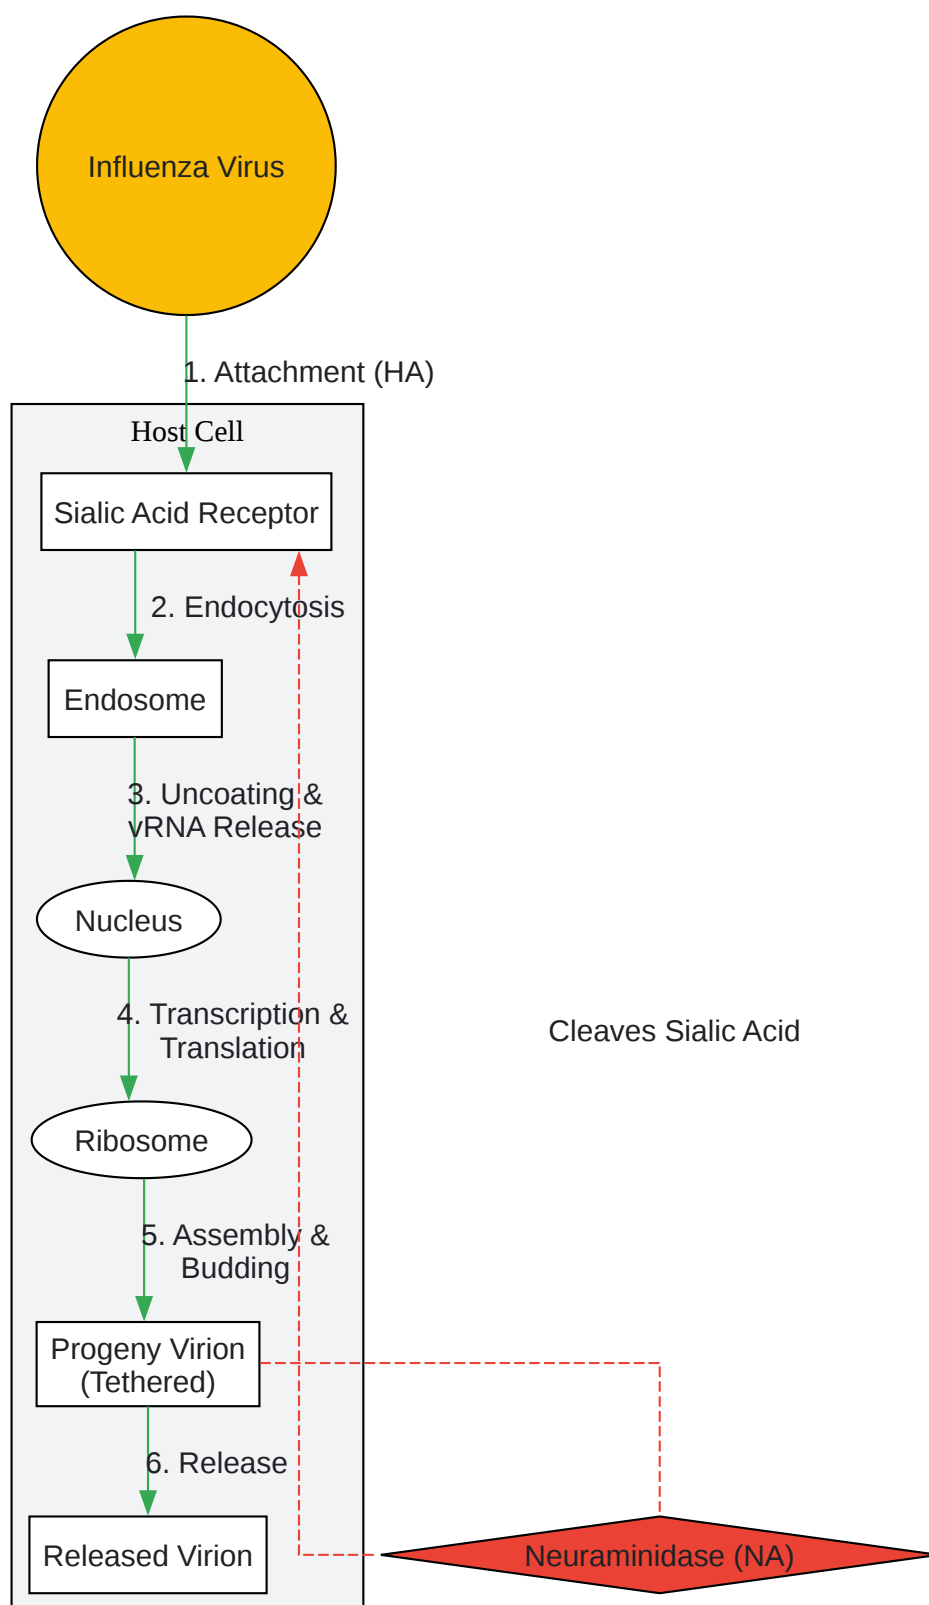 Influenza Virus
1. Attachment (HA)
Host Cell
Sialic Acid Receptor
2. Endocytosis
Endosome
3. Uncoating &
vRNA Release
Nucleus
4. Transcription &
Translation
Cleaves Sialic Acid
Ribosome
5. Assembly &
Budding
Progeny Virion
(Tethered)
6. Release
Released Virion
Neuraminidase (NA)